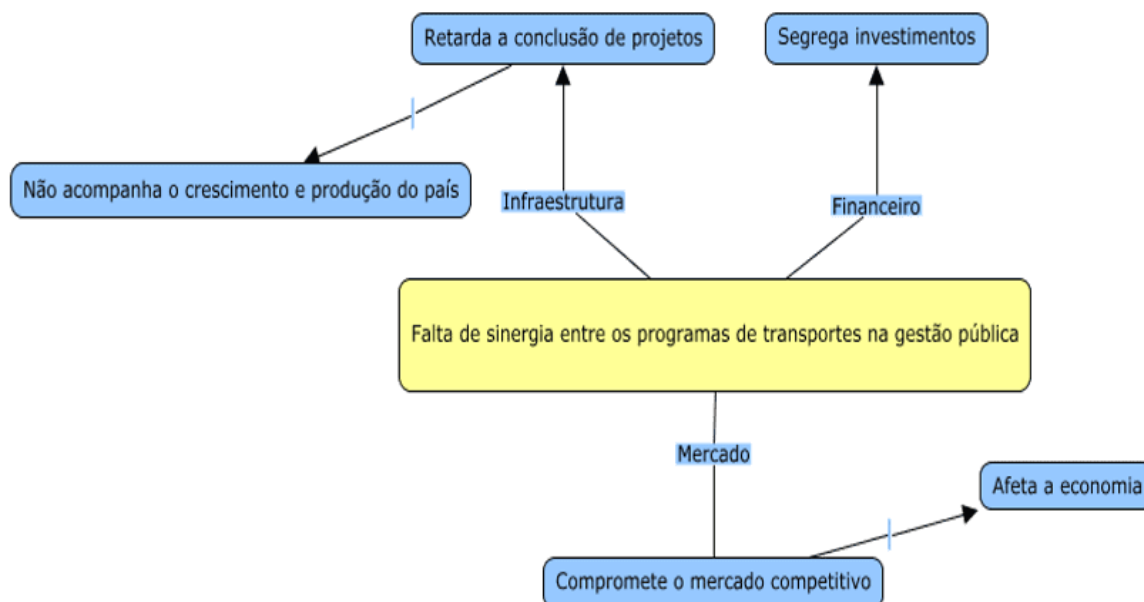 Retarda a conclusão de projetos
Segrega investimentos
Não acompanha o crescimento e produção do país
Infraestrutura
Financeiro
Falta de sinergia entre os programas de transportes na gestão pública
Mercado
Afeta a economia
Compromete o mercado competitivo